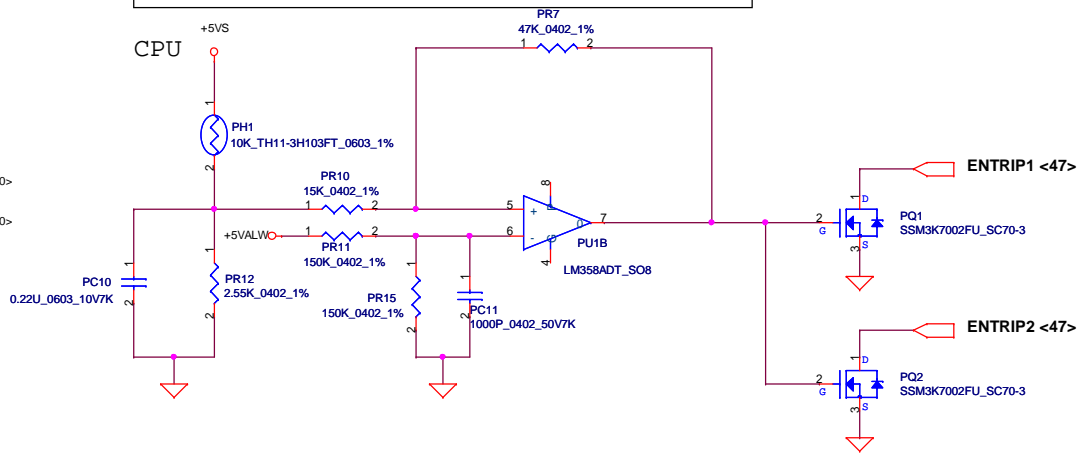 PR7
47K_0402_1%
1 2
+5VS
CPU
1
PH1
10K_TH11-3H103FT_0603_1%
2
0>
0>
PR10
15K_0402_1%
1 2
+5VALW
1 2
PR11
150K_0402_1%
5
+
6
-
8
P
O
7
G
4
PU1B
LM358ADT_SO8
PC10
0.22U_0603_10V7K
1
2
1
PR12
2.55K_0402_1%
2
1
PR15
150K_0402_1%
2
1
PC11
1000P_0402_50V7K
2
ENTRIP1 <47>
1
D
2
G
3
S
PQ1
SSM3K7002FU_SC70-3
ENTRIP2 <47>
1
D
2
G
3
S
PQ2
SSM3K7002FU_SC70-3